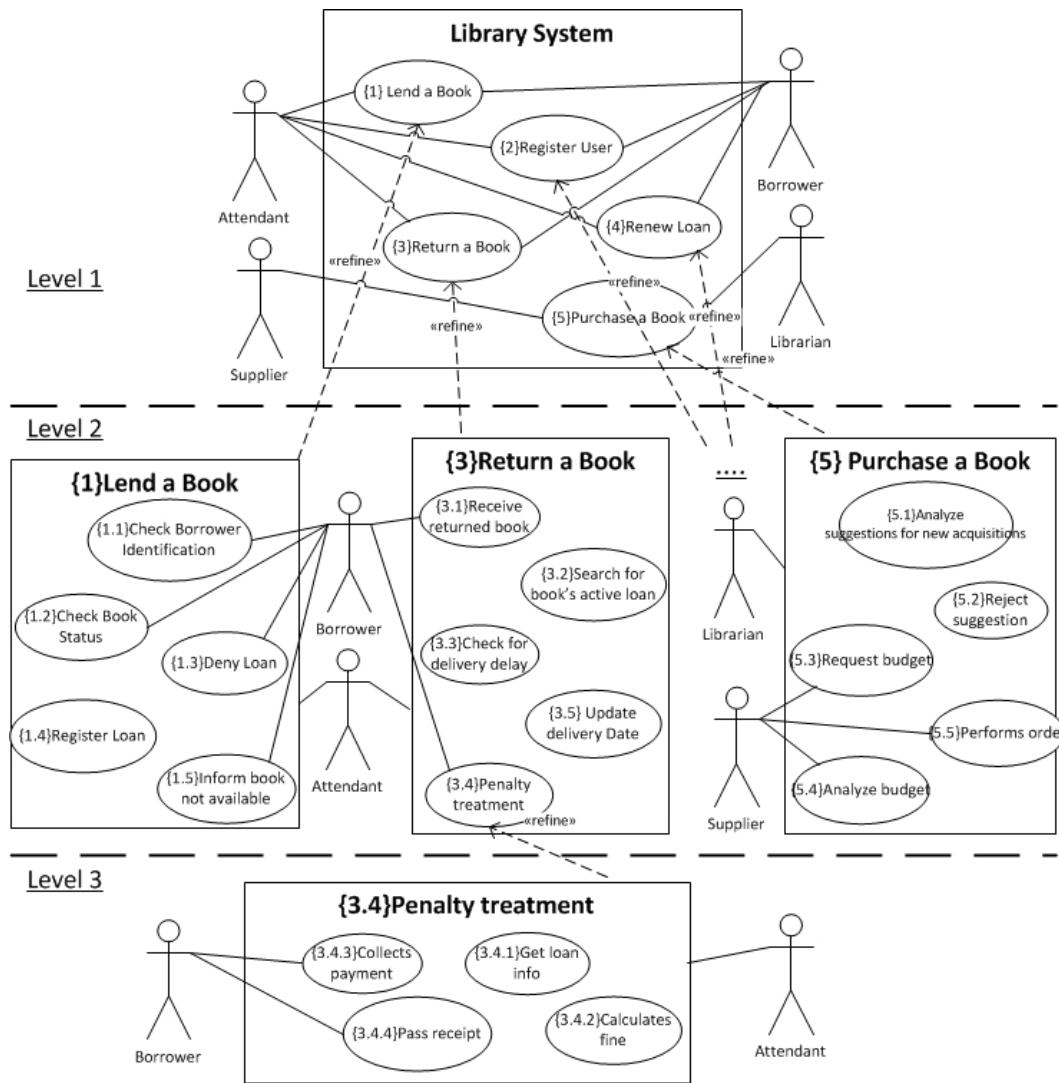 Library System
{1} Lend a Book
{2}Register User
Attendant
Borrower
{3}Return a Book
{4}Renew Loan
«refine»
Level 1
«refine»
«refine»
{5}Purchase a Book
«refine»
«refine»
Supplier
Librarian
Level 2
{1}Lend a Book
{3}Return a Book
....
{5} Purchase a Book
{1.1}Check Borrower
Identification
{3.1}Receive
returned book
{5.1}Analyze
suggestions for new acquisitions
{1.2}Check Book
Status
{3.2}Search for
book's active loan
{5.2}Reject
suggestion
Borrower
Librarian
{1.3}Deny Loan
{3.3}Check for
delivery delay
{5.3}Request budget
{1.4}Register Loan
{3.5} Update
delivery Date
{5.5}Performs orde
{1.5}Inform book
not available
Attendant
{3.4}Penalty
treatment
{5.4}Analyze budget
Supplier
«refine»
Level 3
{3.4}Penalty treatment
{3.4.3}Collects
payment
{3.4.1}Get loan
info
{3.4.4}Pass receipt
{3.4.2}Calculates
fine
Borrower
Attendant